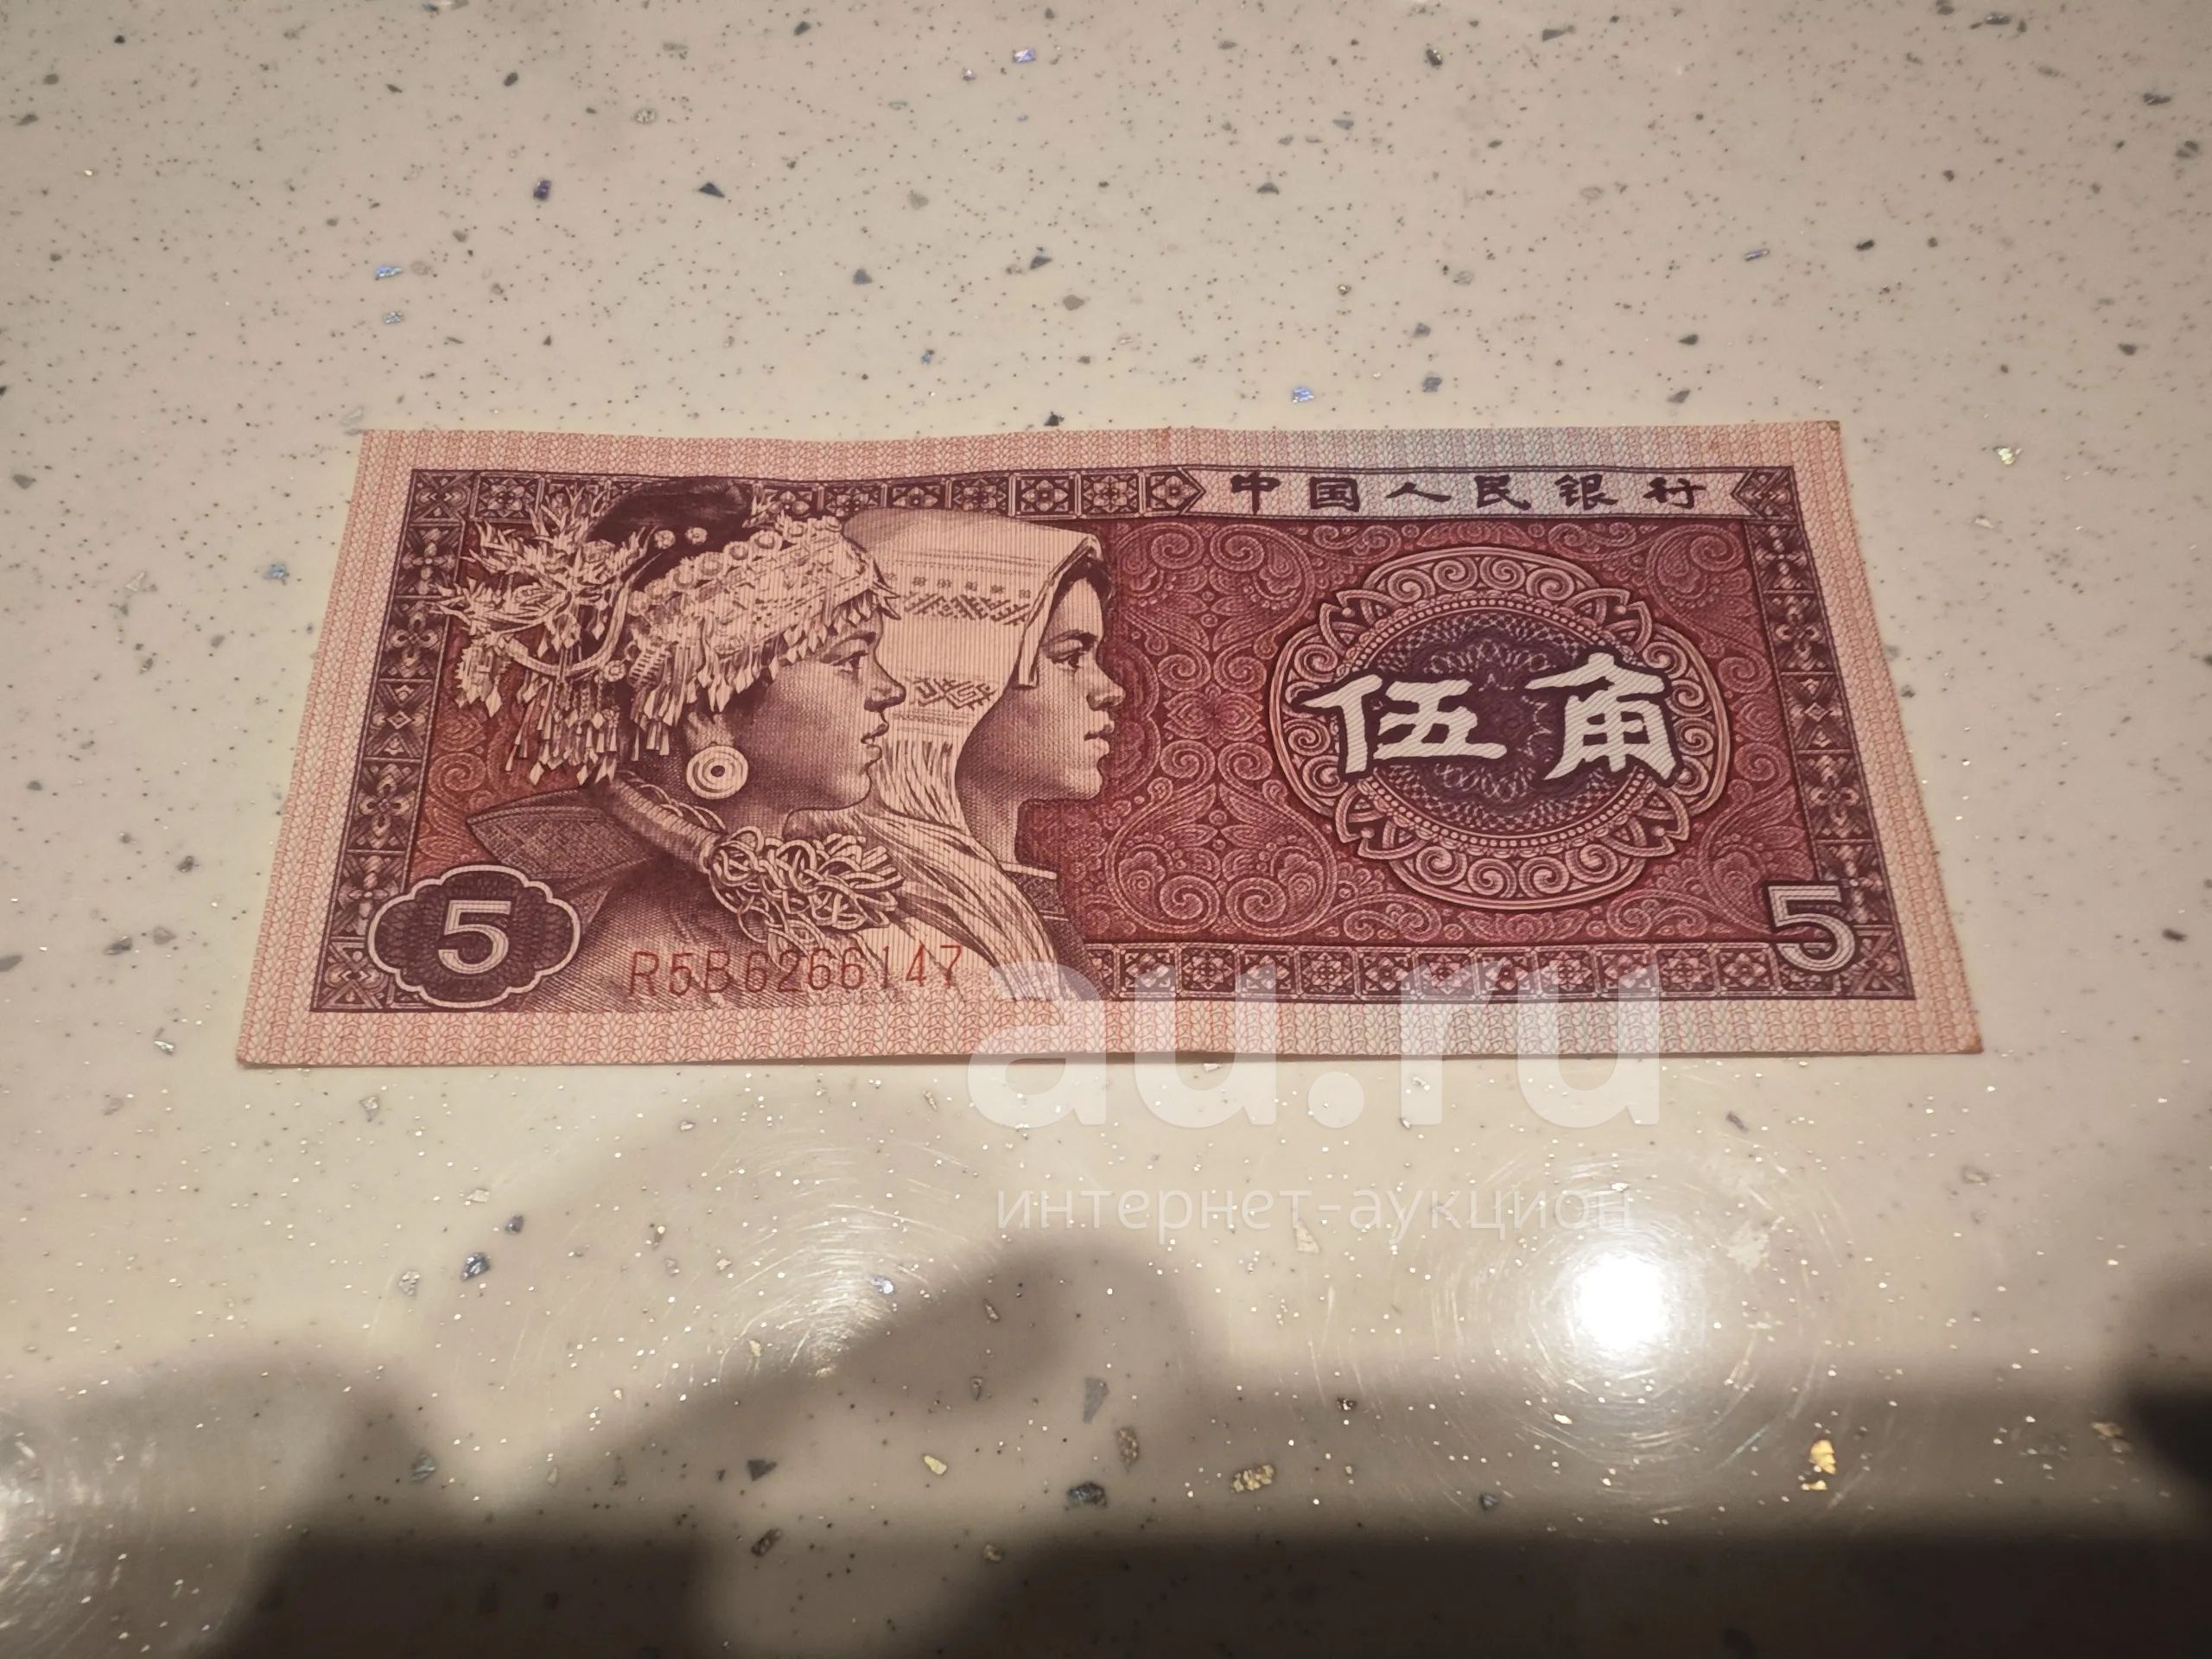 中国人民银行
伍角
5
5
R5B6266147
au.ru
интернет-аукцион